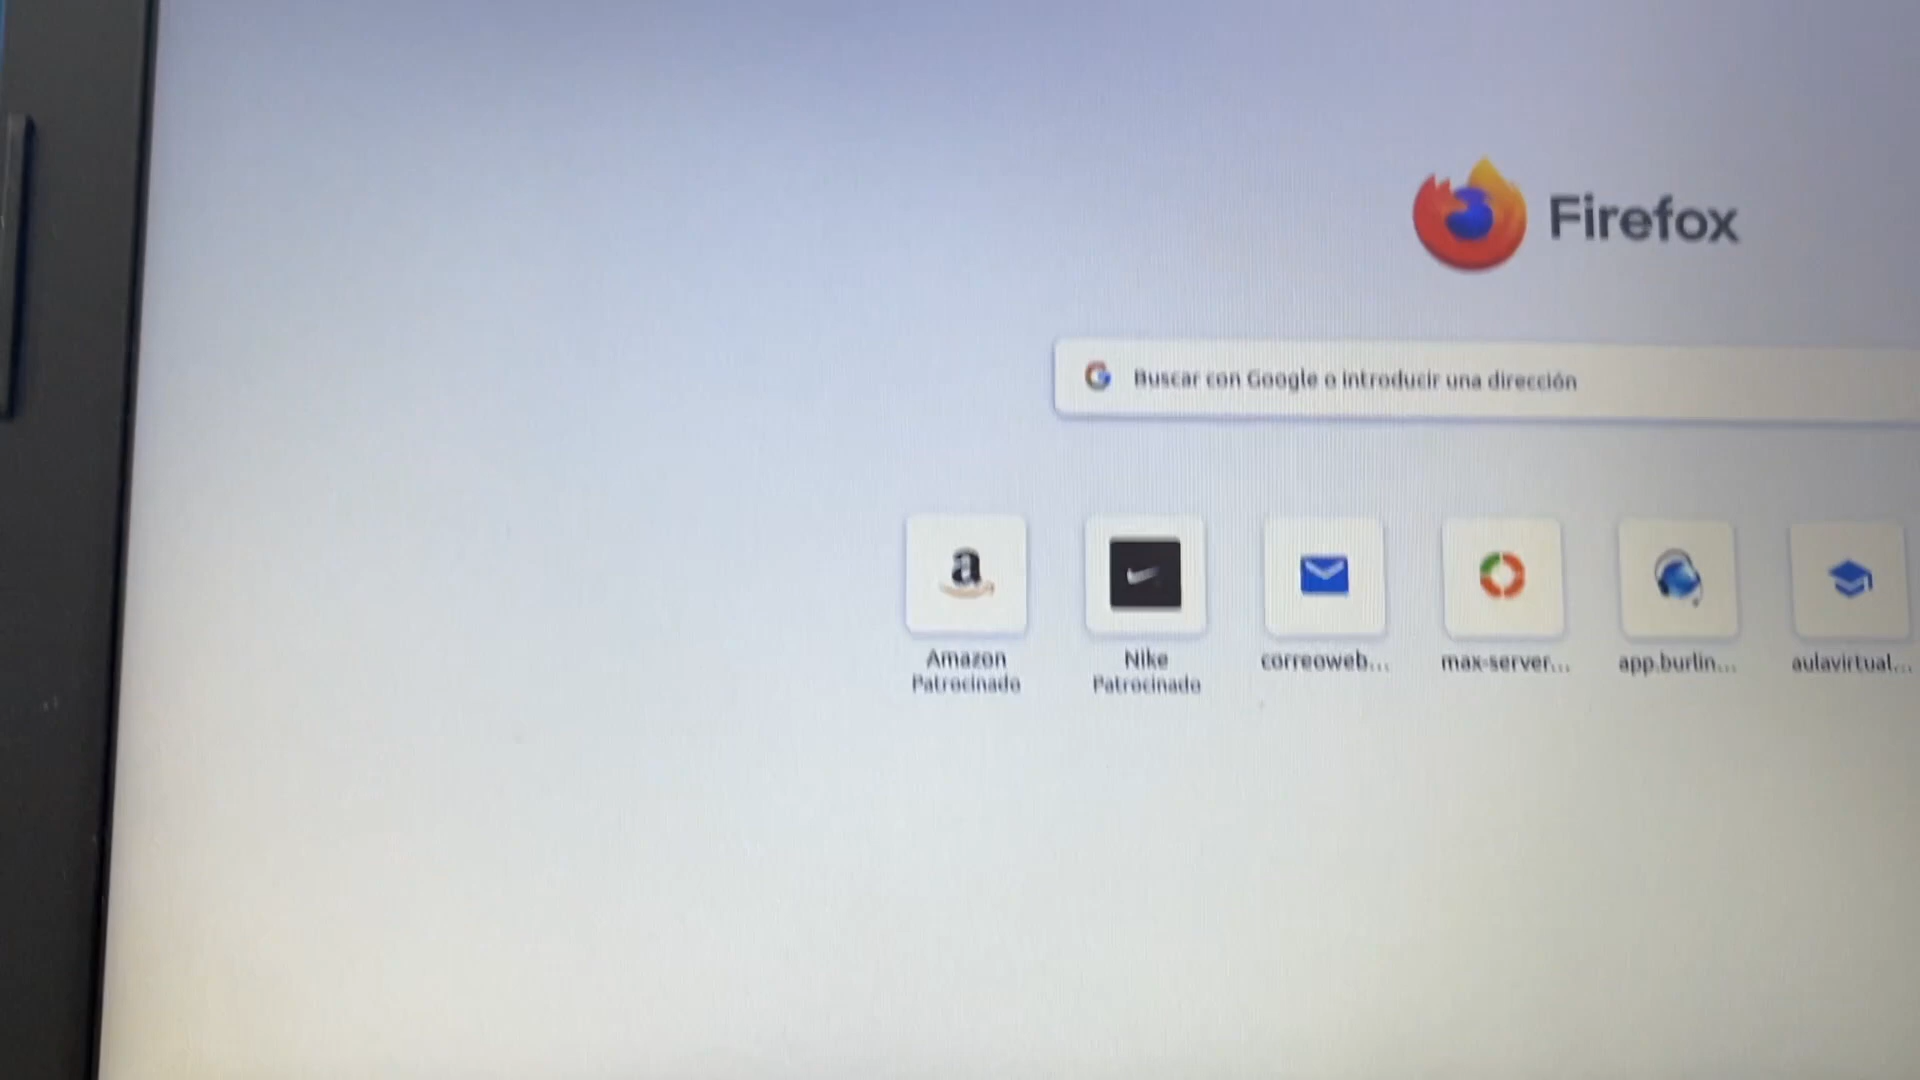 Firefox
Buscar con Google o introducir una dirección
Amazon
Patrocinado
Nike
Patrocinado
correoweb...
max-server...
app.burlin...
aulavirtual...